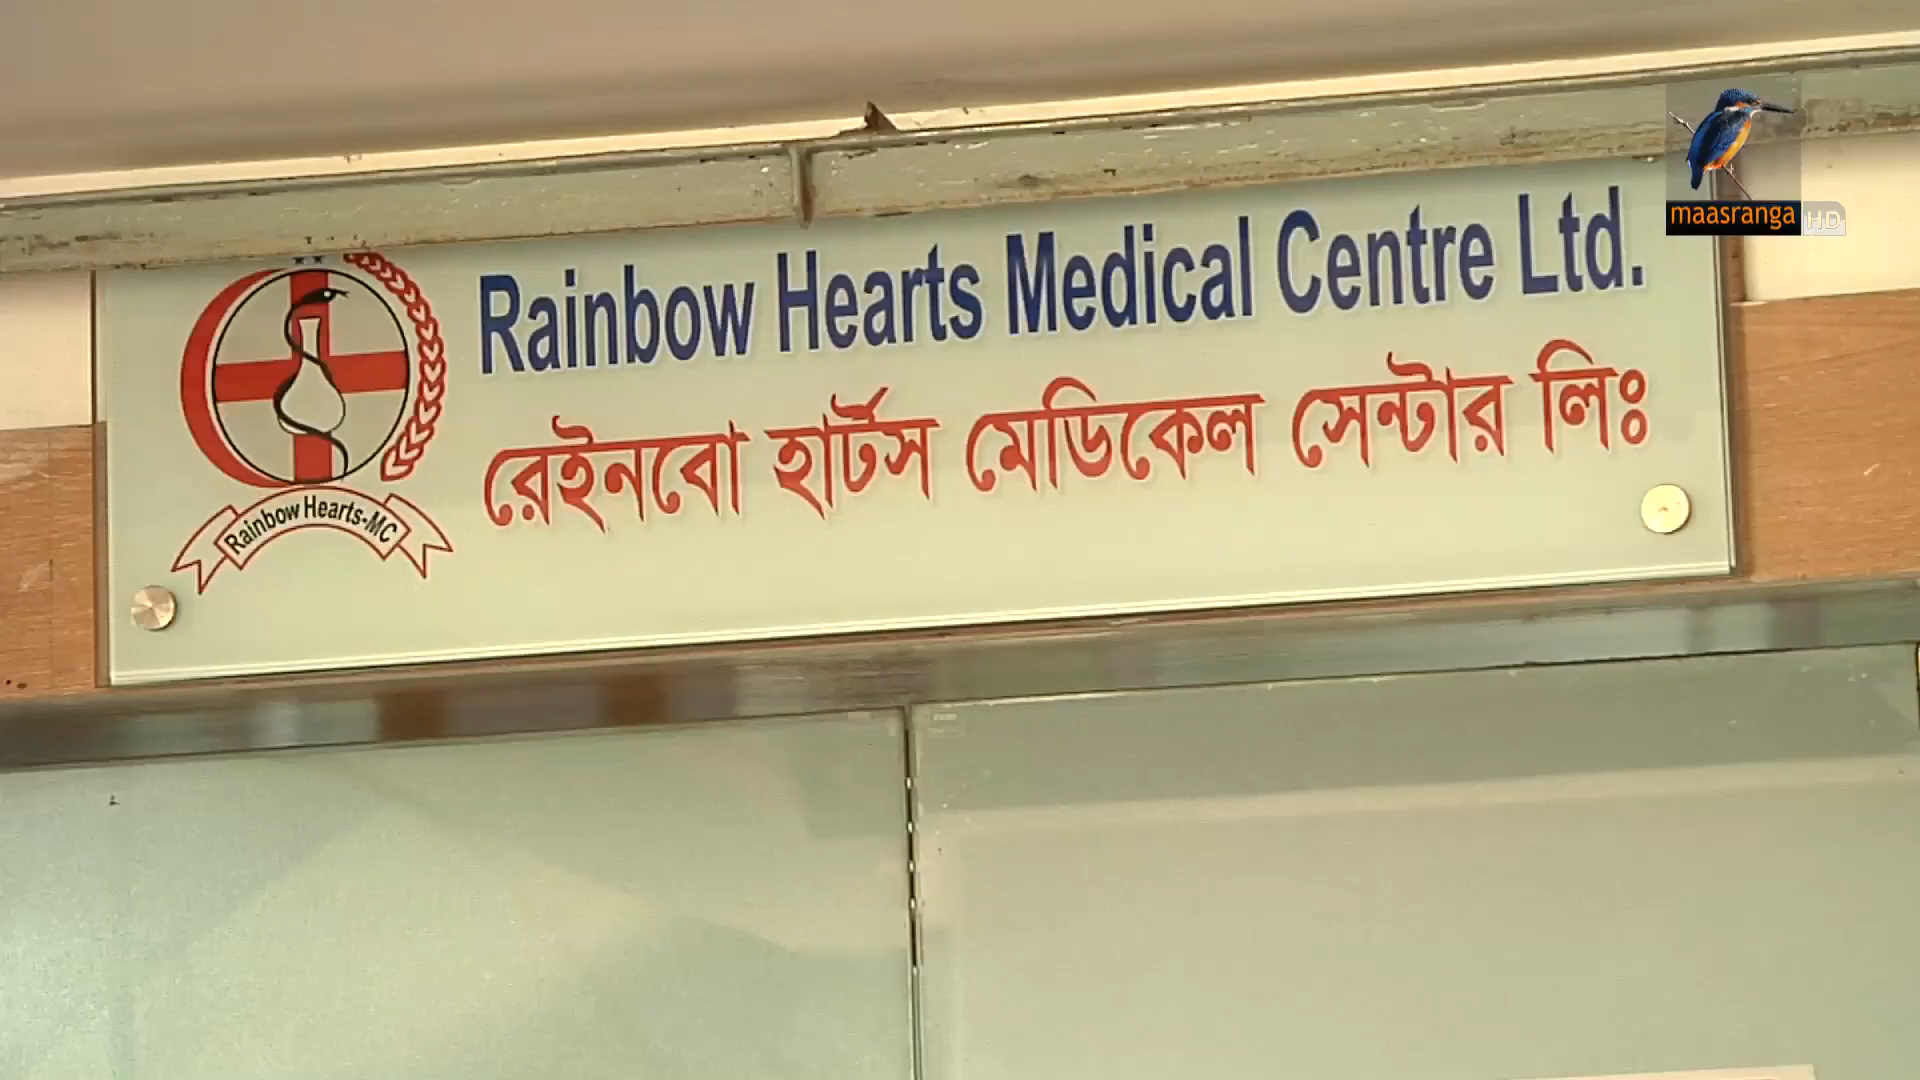 maasranga HD
Rainbow Hearts Medical Centre Ltd.
রেইনবো হার্টস মেডিকেল সেন্টার লিঃ
Rainbow Hearts-MC